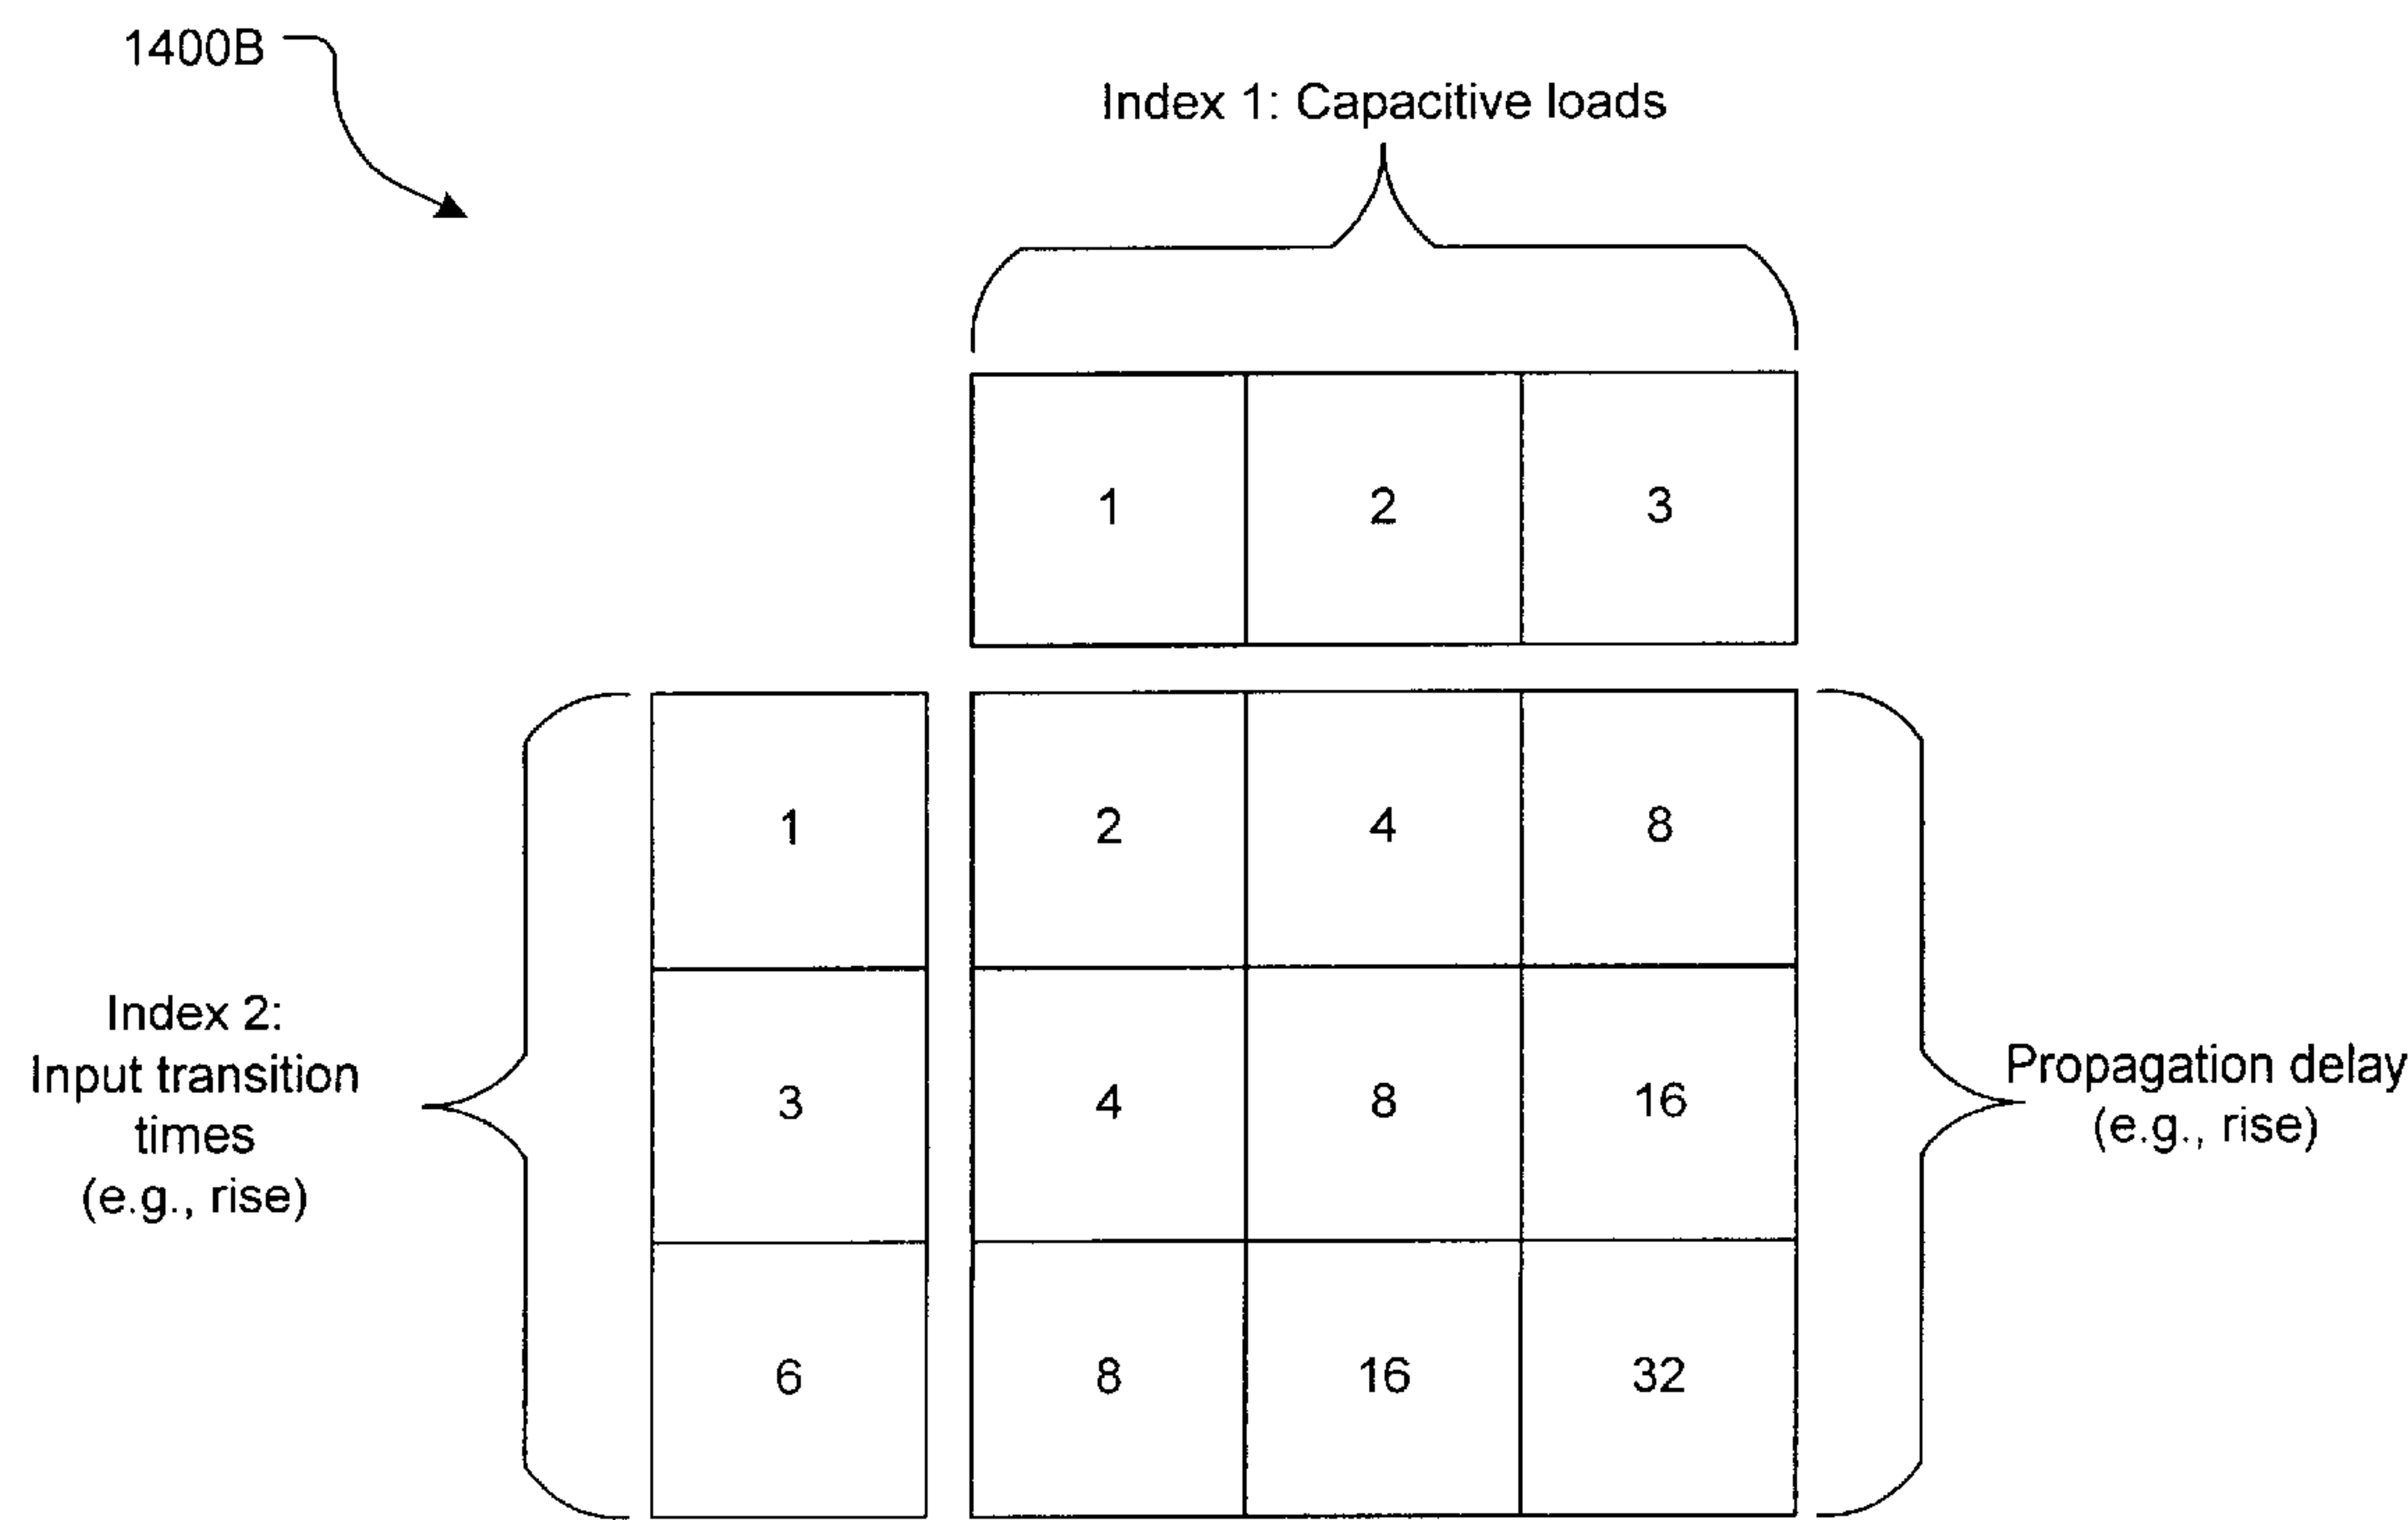 1400B
Index 1: Capacitive loads
1 2 3
1 2 4 8
Index 2:
Input transition
times
(e.g., rise)
3 4 8 16
Propagation delay
(e.g., rise)
6 8 16 32